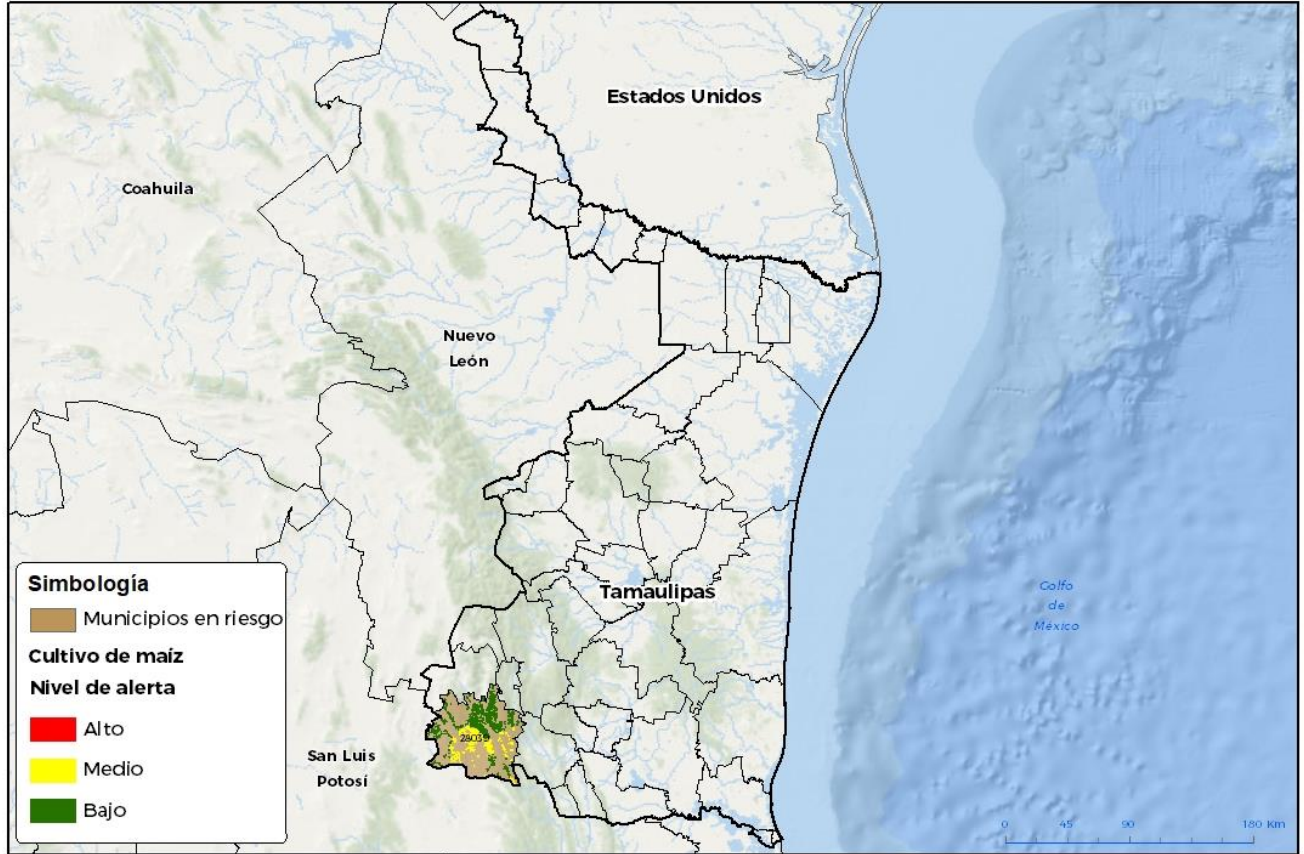 Estados Unidos
Coahuila
Nuevo
León
Tamaulipas
Golfo
de
México
San Luis
Potosí
28039
Simbología
Municipios en riesgo
Cultivo de maíz
Nivel de alerta
Alto
Medio
Bajo
0 45 90 180 Km